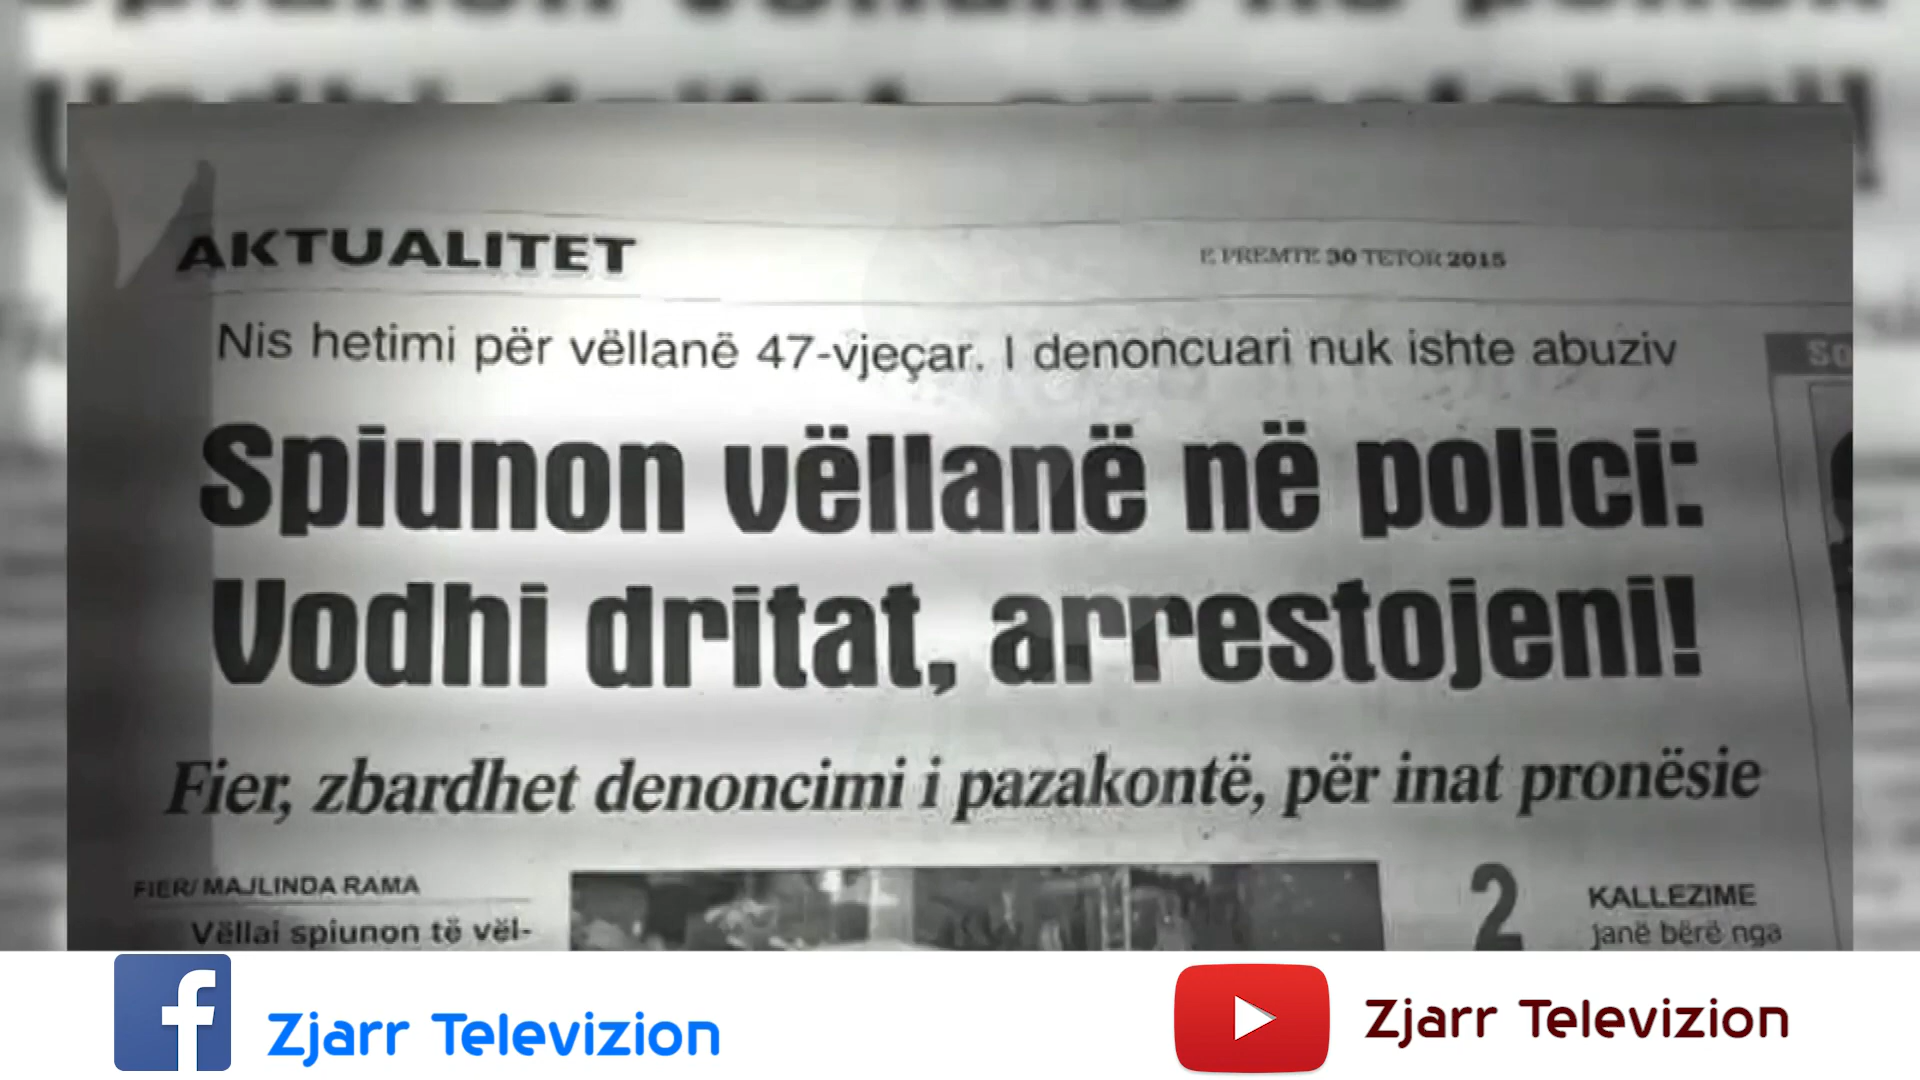 AKTUALITET
E PREMTE 30 TETOR 2015
Nis hetimi për vëllanë 47-vjeçar. I denoncuari nuk ishte abuziv
So
Spiunon vëllanë në polici:
Vodhi dritat, arrestojeni!
Fier, zbardhet denoncimi i pazakontë, për inat pronësie
FIER/ MAJLINDA RAMA
Vëllai spiunon të vël-
2
KALLEZIME
janë bërë nga
Zjarr Televizion
Zjarr Televizion